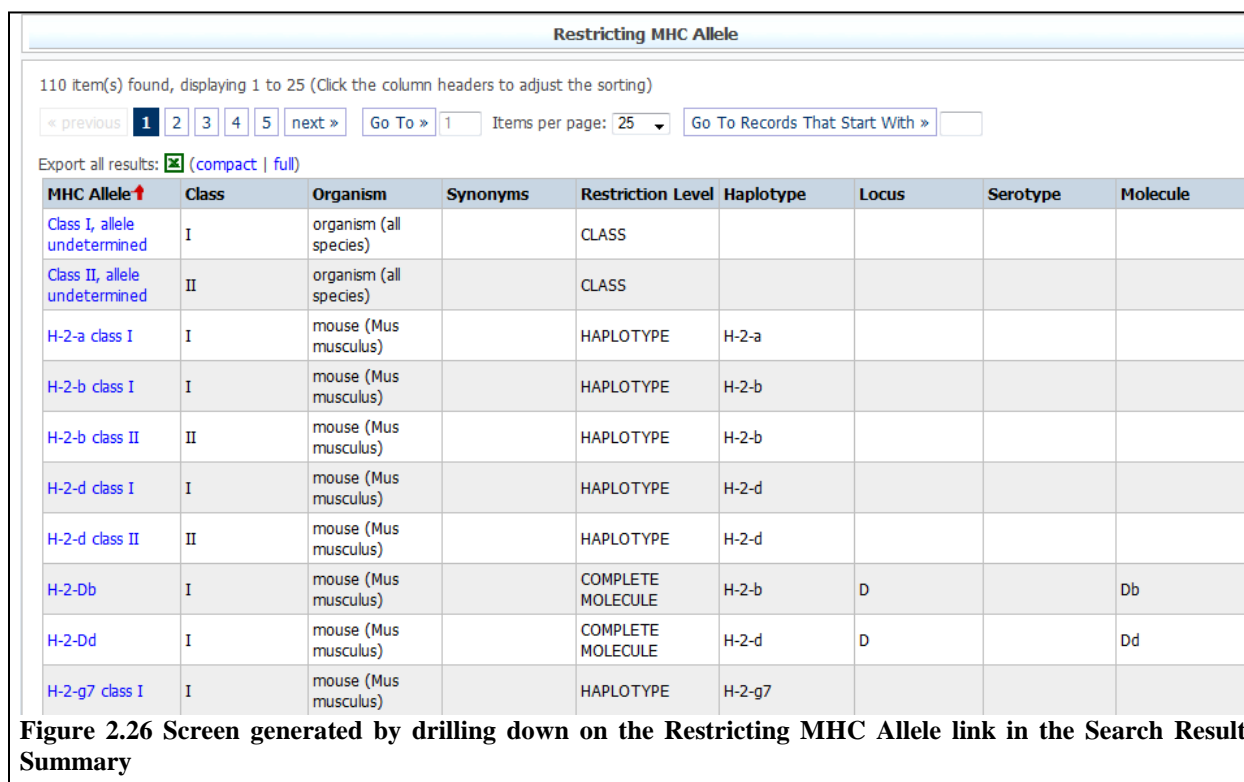 Restricting MHC Allele
110 item(s) found, displaying 1 to 25 (Click the column headers to adjust the sorting)
« previous 1 2 3 4 5 next » Go To » 1 Items per page: 25 Go To Records That Start With »
Export all results: (compact | full)
MHC Allele Class Organism Synonyms Restriction Level Haplotype Locus Serotype Molecule
Class I, allele undetermined I organism (all species) CLASS
Class II, allele undetermined II organism (all species) CLASS
H-2-a class I I mouse (Mus musculus) HAPLOTYPE H-2-a
H-2-b class I I mouse (Mus musculus) HAPLOTYPE H-2-b
H-2-b class II II mouse (Mus musculus) HAPLOTYPE H-2-b
H-2-d class I I mouse (Mus musculus) HAPLOTYPE H-2-d
H-2-d class II II mouse (Mus musculus) HAPLOTYPE H-2-d
H-2-Db I mouse (Mus musculus) COMPLETE MOLECULE H-2-b D Db
H-2-Dd I mouse (Mus musculus) COMPLETE MOLECULE H-2-d D Dd
H-2-g7 class I I mouse (Mus musculus) HAPLOTYPE H-2-g7
Figure 2.26 Screen generated by drilling down on the Restricting MHC Allele link in the Search Result
Summary